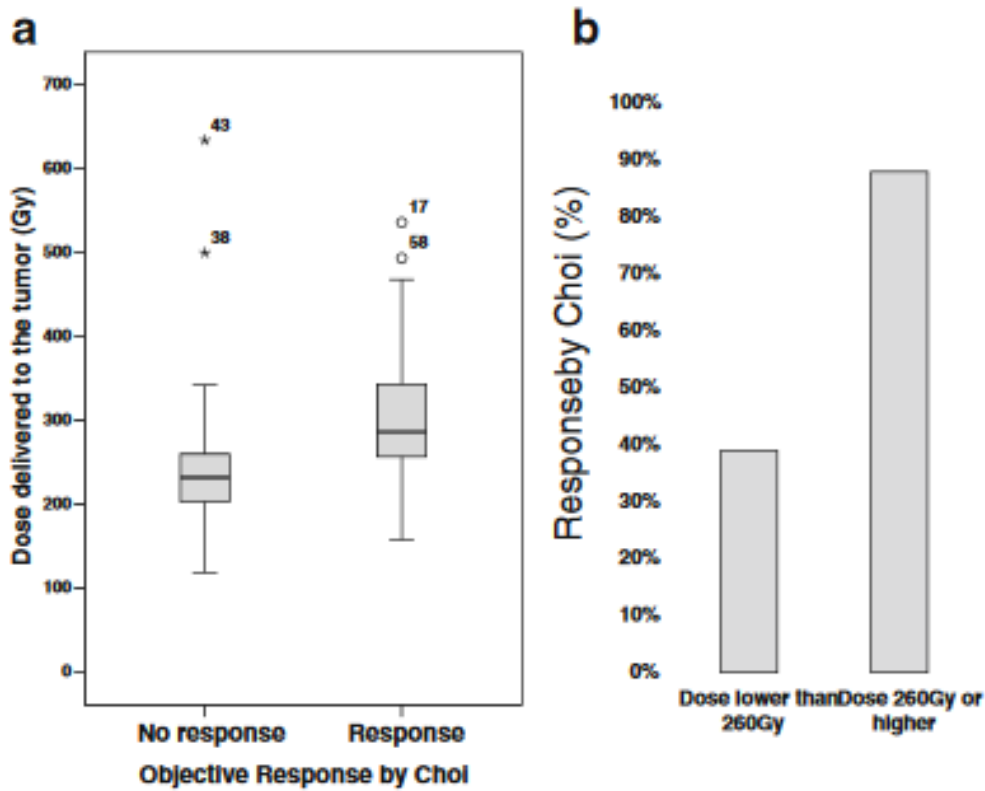 a
700
600
500
400
300
200
100
0
Dose delivered to the tumor (Gy)
43
38
17
58
No response
Response
Objective Response by Choi
b
100%
90%
80%
70%
60%
50%
40%
30%
20%
10%
0%
Responseby Choi (%)
Dose lower than
260Gy
Dose 260Gy or
higher